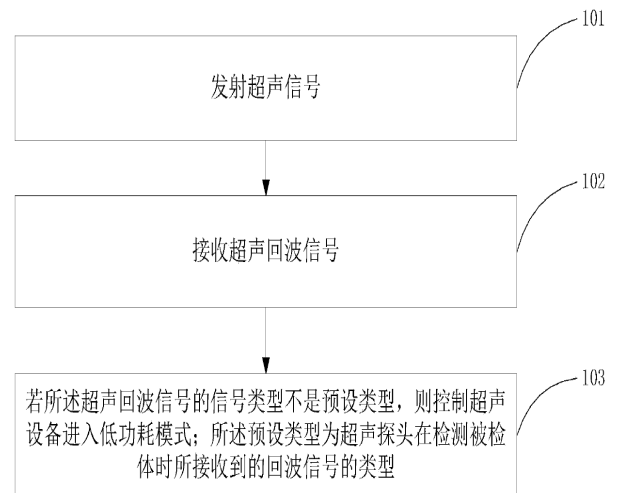 101
发射超声信号
102
接收超声回波信号
103
若所述超声回波信号的信号类型不是预设类型，则控制超声
设备进入低功耗模式；所述预设类型为超声探头在检测被检
体时所接收到的回波信号的类型